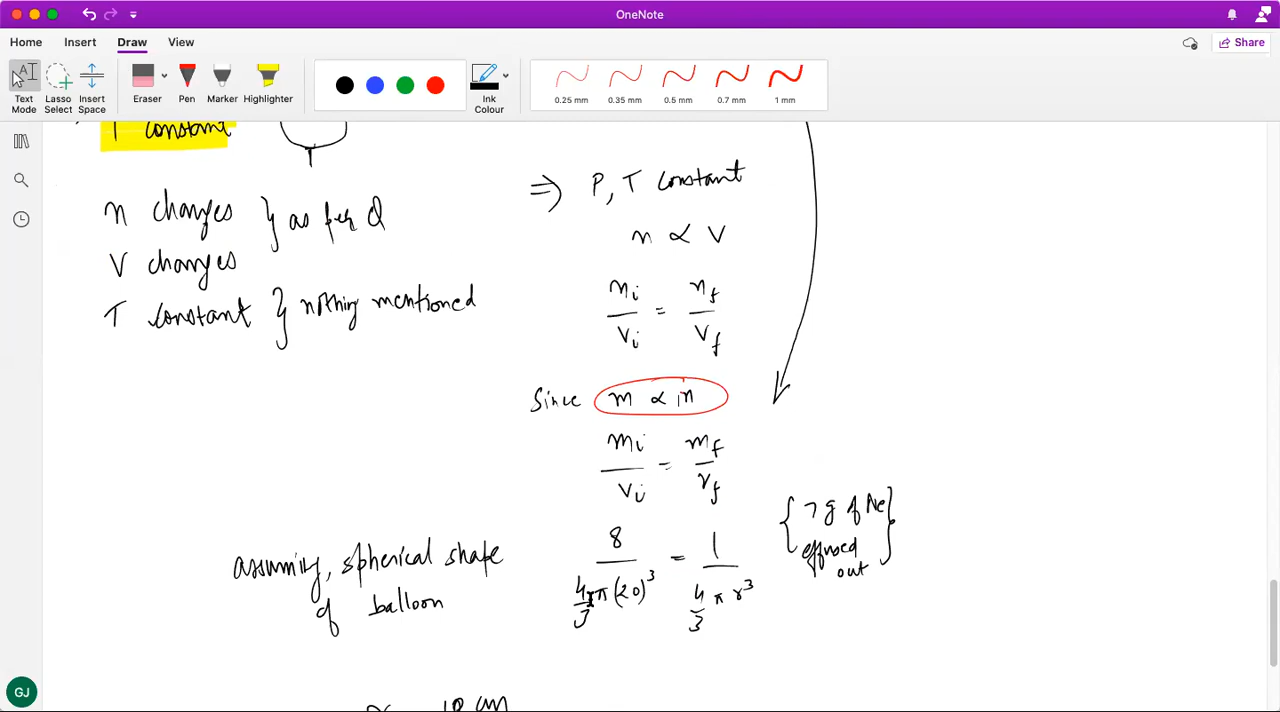 OneNote
Home Insert Draw View
Share
Text Mode
Lasso Select
Insert Space
Eraser
Pen
Marker
Highlighter
Ink Colour
0.25 mm
0.35 mm
0.5 mm
0.7 mm
1 mm
T constant
n changes } as per Q
V changes
T constant } nothing mentioned
⇒ P, T constant
n ∝ V
ni/Vi = nf/Vf
Since m ∝ n
mi/Vi = mf/Vf
assuming, spherical shape of balloon
8/(4/3 π (20)^3) = 1/(4/3 π r^3)
{ 7 g of Ne
effused
out }
GJ